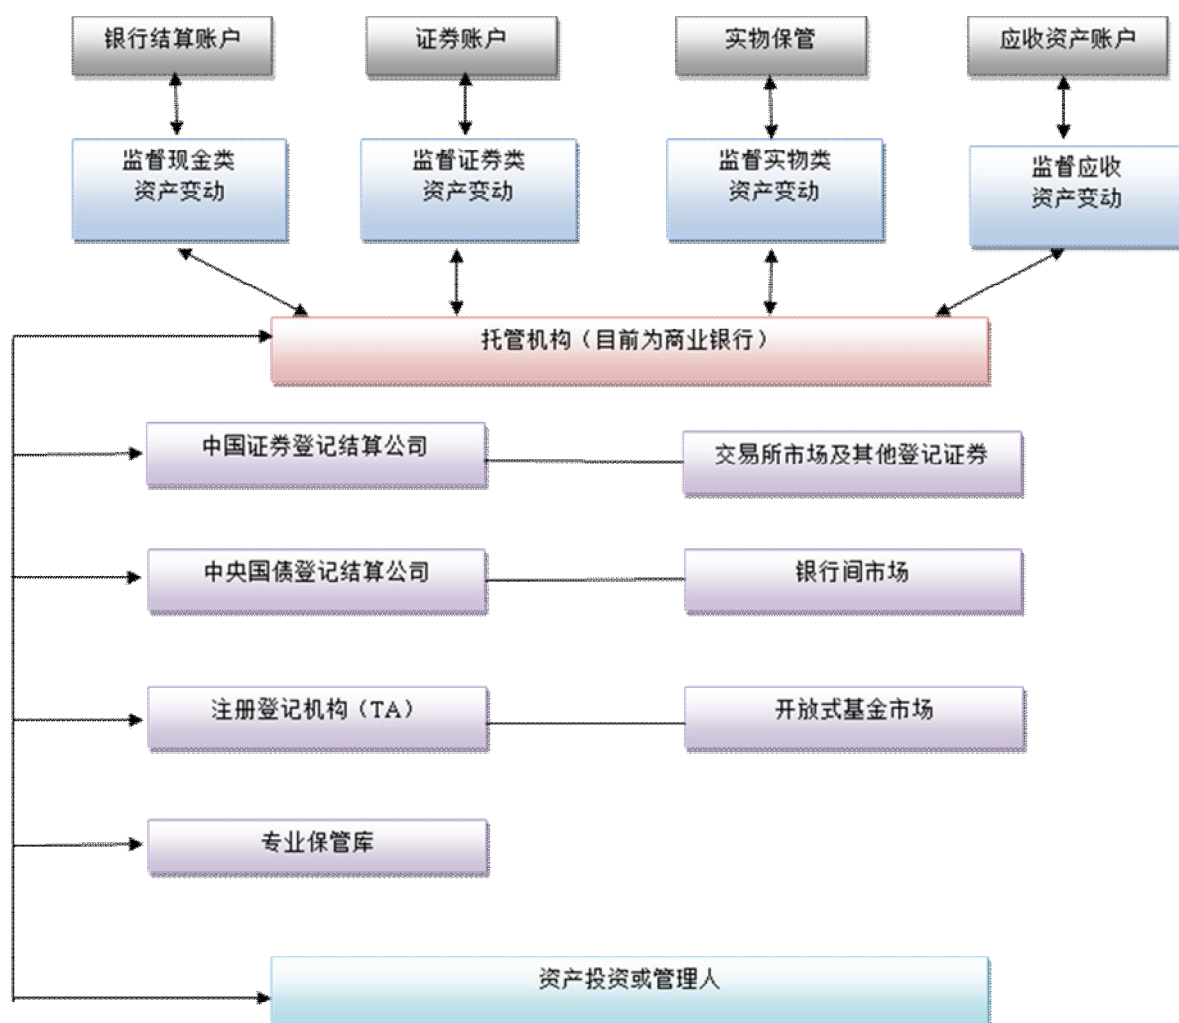 银行结算账户
证券账户
实物保管
应收资产账户
监督现金类
资产变动
监督证券类
资产变动
监督实物类
资产变动
监督应收
资产变动
托管机构（目前为商业银行）
中国证券登记结算公司
交易所市场及其他登记证券
中央国债登记结算公司
银行间市场
注册登记机构（TA）
开放式基金市场
专业保管库
资产投资或管理人